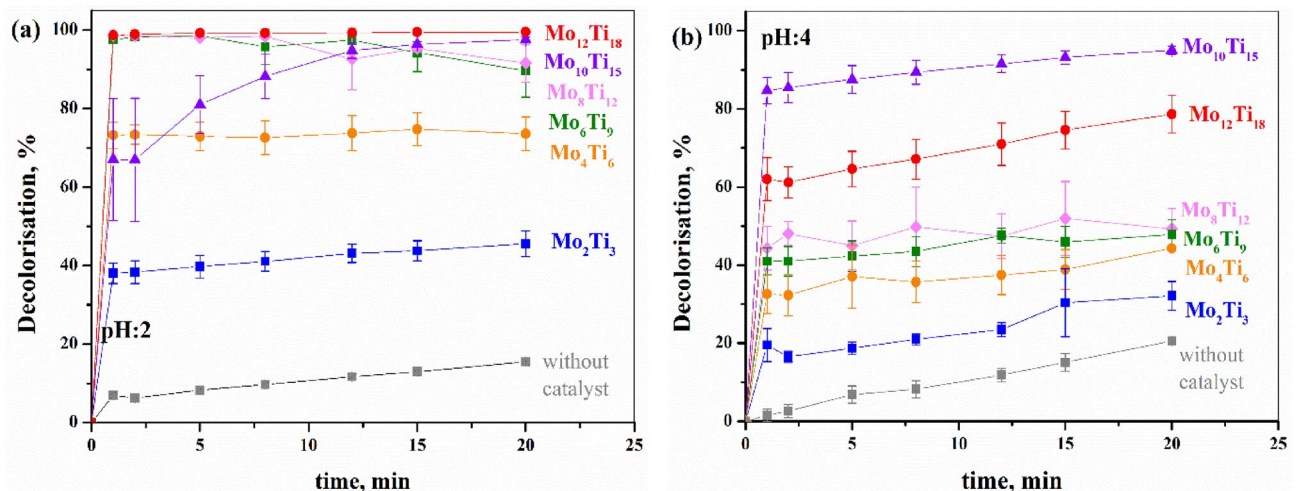 (a)
Decolorisation, %
100
80
60
40
20
0
Mo₁₂Ti₁₈
Mo₁₀Ti₁₅
Mo₈Ti₁₂
Mo₆Ti₉
Mo₄Ti₆
Mo₂Ti₃
pH:2
without
catalyst
0 5 10 15 20 25
time, min
(b)
pH:4
Decolorisation, %
100
80
60
40
20
0
Mo₁₀Ti₁₅
Mo₁₂Ti₁₈
Mo₈Ti₁₂
Mo₆Ti₉
Mo₄Ti₆
Mo₂Ti₃
without
catalyst
0 5 10 15 20 25
time, min